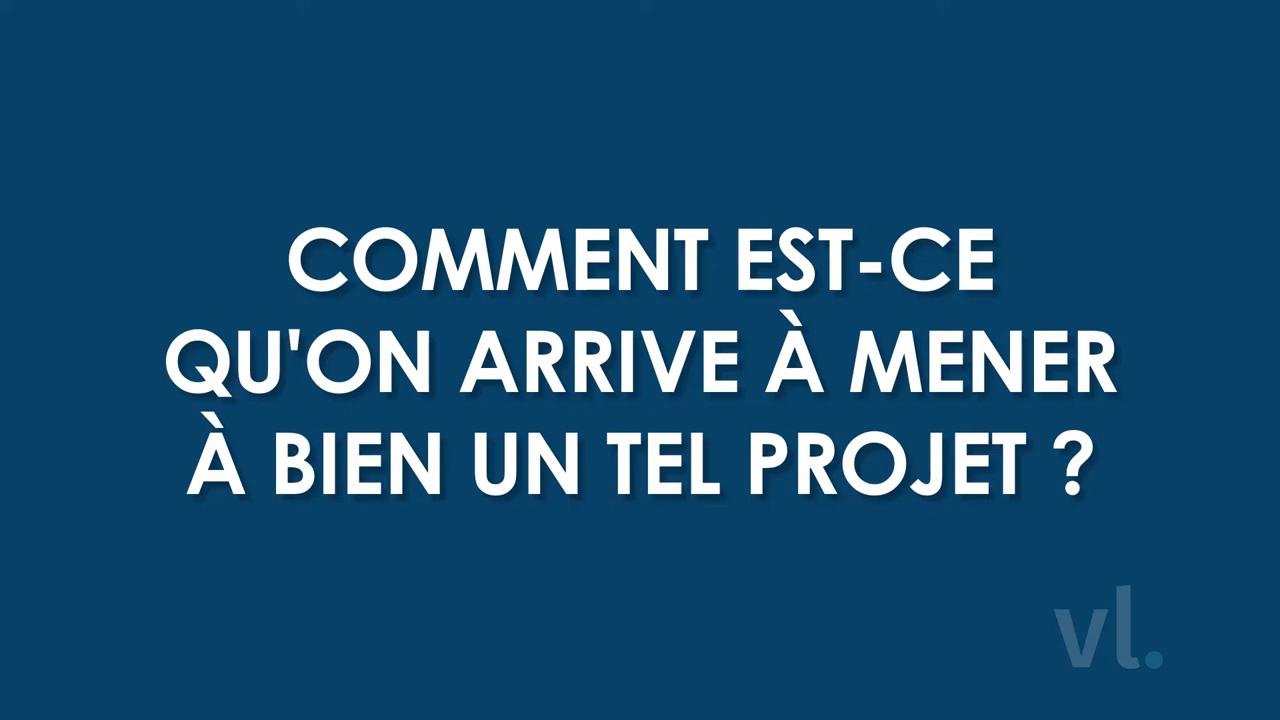 COMMENT EST-CE
QU'ON ARRIVE À MENER
À BIEN UN TEL PROJET ?
vl.